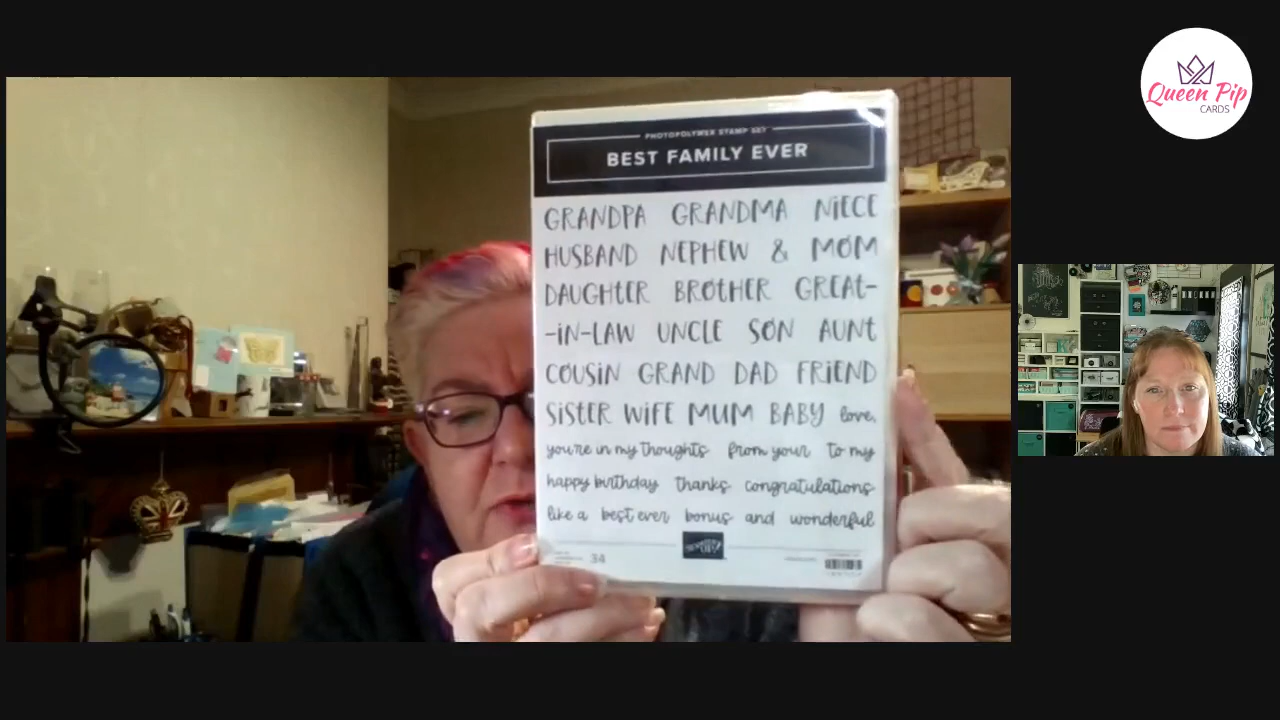 Queen Pip
CARDS
PHOTOPOLYMER STAMP SET
BEST FAMILY EVER
GRANDPA GRANDMA NiECE
HUSBAND NEPHEW & MOM
DAUGHTER BROTHER GREAT-
-iN-LAW UNCLE SON AUNT
COUSiN GRAND DAD FRiEND
SiSTER WiFE MUM BABY love,
you're in my thoughts from your to my
happy birthday thanks congratulations
like a best ever bonus and wonderful
STAMPIN' UP!
34